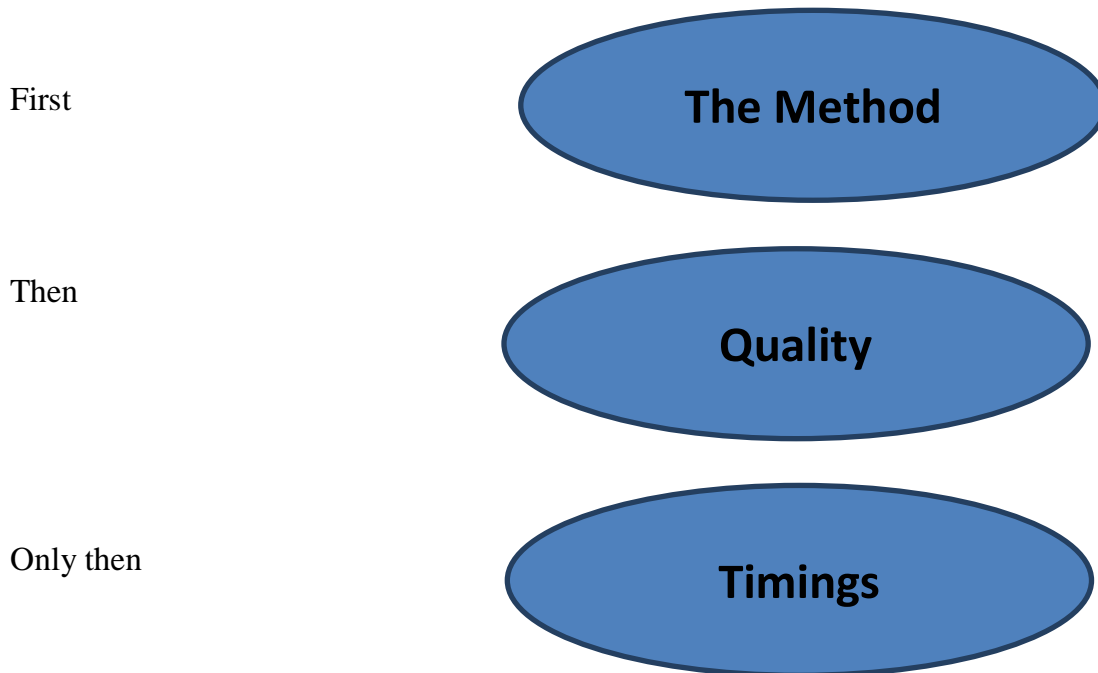 First
The Method
Then
Quality
Only then
Timings